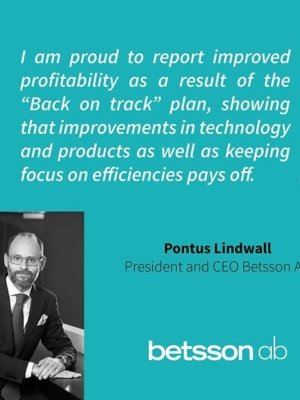 I am proud to report improved
profitability as a result of the
“Back on track” plan, showing
that improvements in technology
and products as well as keeping
focus on efficiencies pays off.
Pontus Lindwall
President and CEO Betsson A
betsson ab